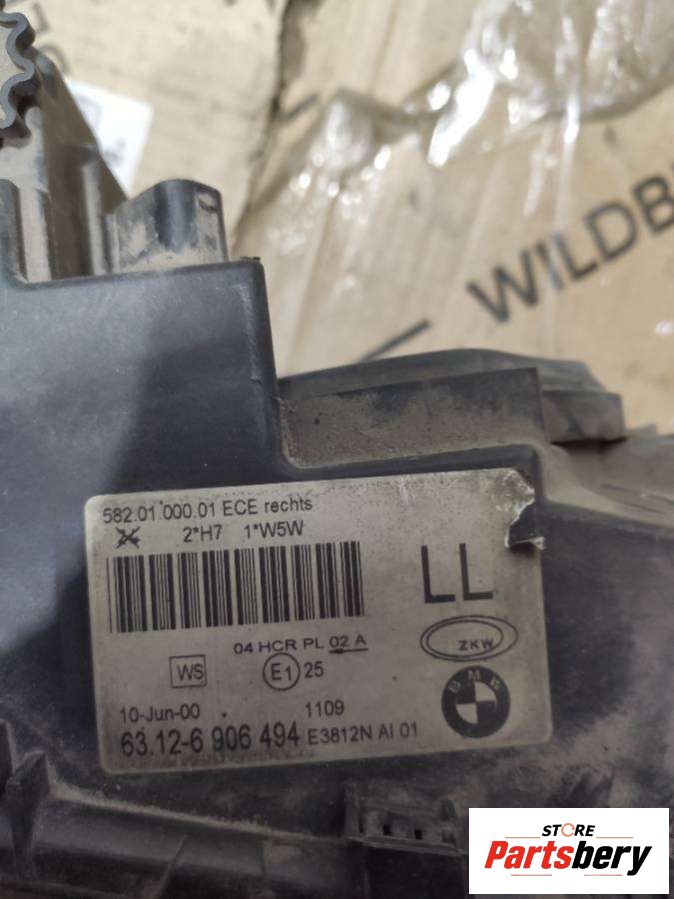 WILDB
582.01 000.01 ECE rechts
2*H7 1*W5W
LL
04 HCR PL 02 A
ZKW
WS
E1 25
BMW
10-Jun-00 1109
63.12-6 906 494 E3812N AI 01
STORE
Partsbery